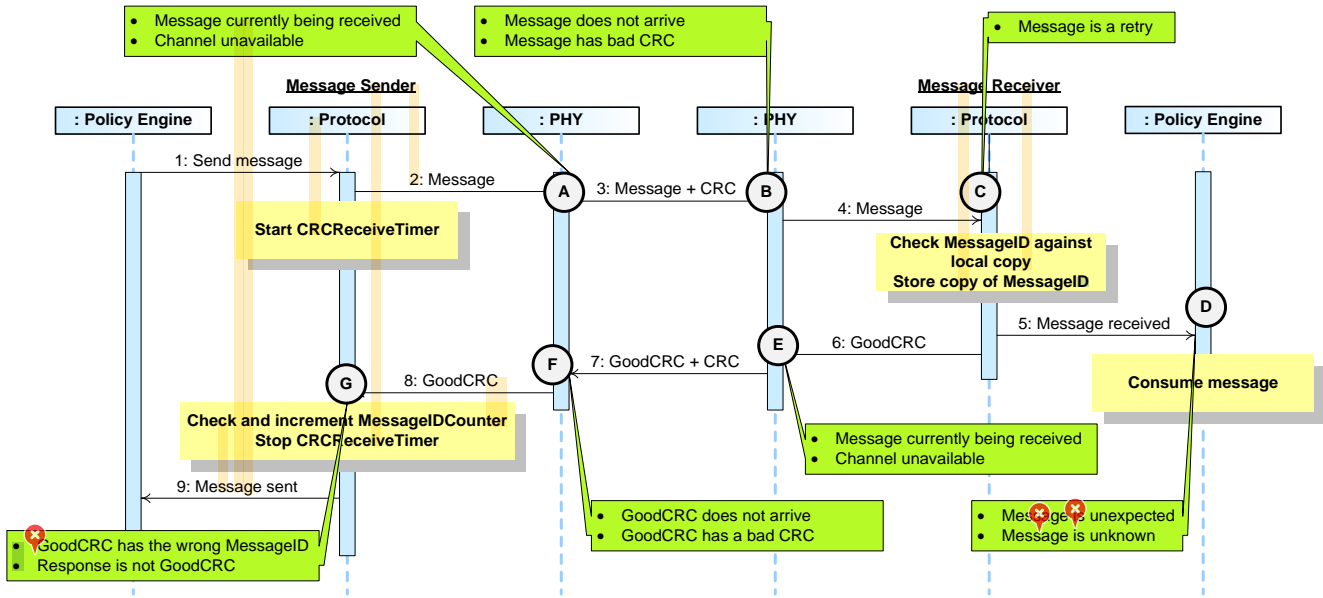 • Message currently being received
• Channel unavailable
• Message does not arrive
• Message has bad CRC
• Message is a retry
Message Sender
Message Receiver
: Policy Engine
: Protocol
: PHY
: PHY
: Protocol
: Policy Engine
1: Send message
2: Message
A
3: Message + CRC
B
4: Message
C
Start CRCReceiveTimer
Check MessageID against
local copy
Store copy of MessageID
D
5: Message received
6: GoodCRC
E
7: GoodCRC + CRC
F
8: GoodCRC
G
Consume message
Check and increment MessageIDCounter
Stop CRCReceiveTimer
• Message currently being received
• Channel unavailable
9: Message sent
• GoodCRC does not arrive
• GoodCRC has a bad CRC
• Message is unexpected
• Message is unknown
• GoodCRC has the wrong MessageID
• Response is not GoodCRC